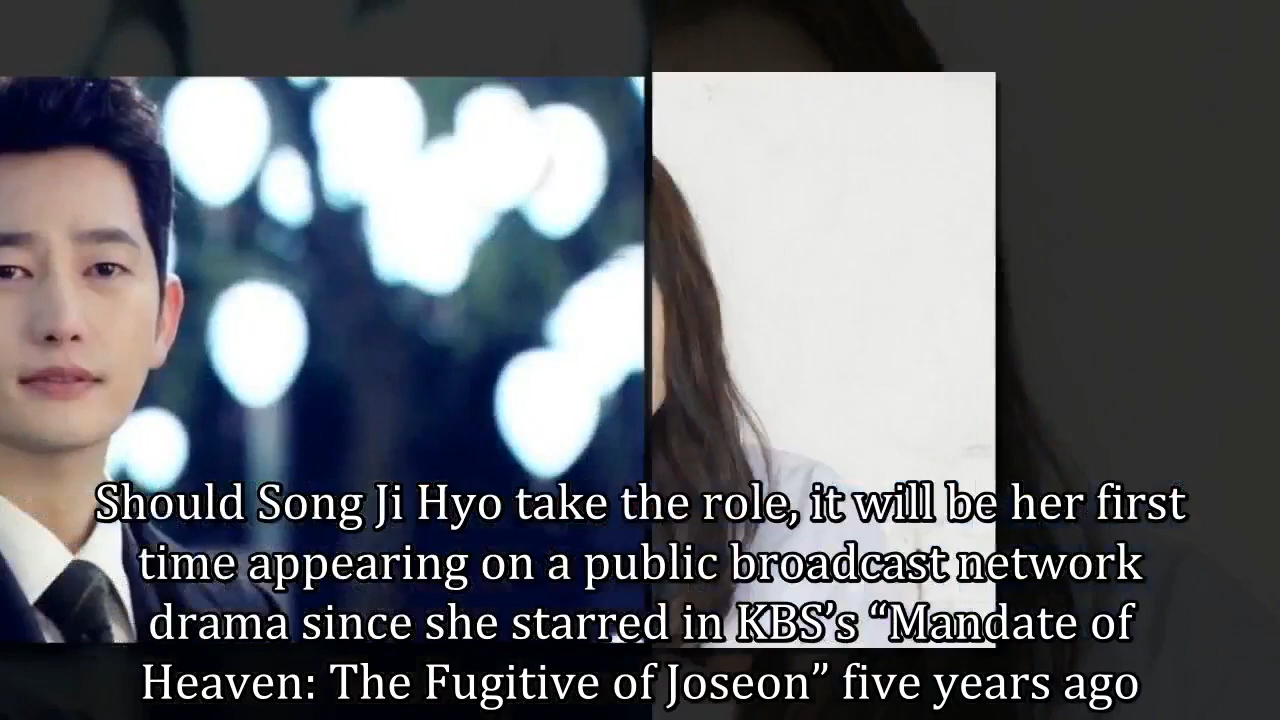 Should Song Ji Hyo take the role, it will be her first
time appearing on a public broadcast network
drama since she starred in KBS’s “Mandate of
Heaven: The Fugitive of Joseon” five years ago